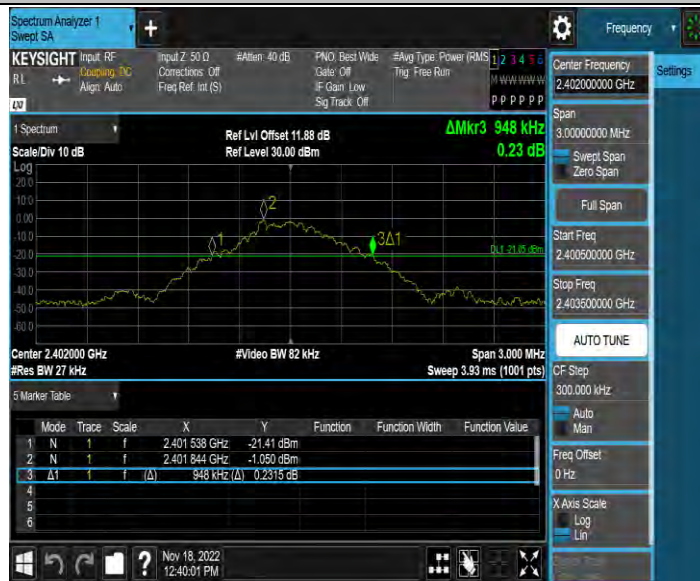 Spectrum Analyzer 1
Swept SA
+
Frequency
KEYSIGHT Input: RF Input Z: 50 Ω #Atten: 40 dB PNO: Best Wide #Avg Type: Power (RMS 1 2 3 4 5 6
RL Coupling: DC Corrections: Off Gate: Off Trig: Free Run M W W W W W
Align: Auto Freq Ref: Int (S) IF Gain: Low
Sig Track: Off P P P P P P
1 Spectrum
Scale/Div 10 dB
Ref Lvl Offset 11.88 dB
Ref Level 30.00 dBm
ΔMkr3 948 kHz
0.23 dB
Log
20.0
10.0
0.00
-10.0
-20.0
-30.0
-40.0
-50.0
-60.0
1
2
3Δ1
DL1 -21.05 dBm
Center 2.402000 GHz #Video BW 82 kHz Span 3.000 MHz
#Res BW 27 kHz Sweep 3.93 ms (1001 pts)
5 Marker Table
Mode Trace Scale X Y Function Function Width Function Value
1 N 1 f 2.401 538 GHz -21.41 dBm
2 N 1 f 2.401 844 GHz -1.050 dBm
3 Δ1 1 f (Δ) 948 kHz (Δ) 0.2315 dB
4
5
6
?
Nov 18, 2022
12:40:01 PM
Center Frequency
2.402000000 GHz
Settings
Span
3.00000000 MHz
Swept Span
Zero Span
Full Span
Start Freq
2.400500000 GHz
Stop Freq
2.403500000 GHz
AUTO TUNE
CF Step
300.000 kHz
Auto
Man
Freq Offset
0 Hz
X Axis Scale
Log
Lin